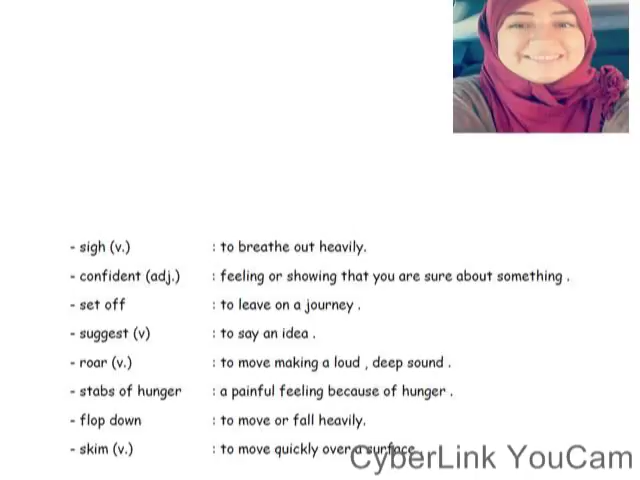 - sigh (v.) : to breathe out heavily.
- confident (adj.) : feeling or showing that you are sure about something .
- set off : to leave on a journey .
- suggest (v) : to say an idea .
- roar (v.) : to move making a loud , deep sound .
- stabs of hunger : a painful feeling because of hunger .
- flop down : to move or fall heavily.
- skim (v.) : to move quickly over a surface
CyberLink YouCam